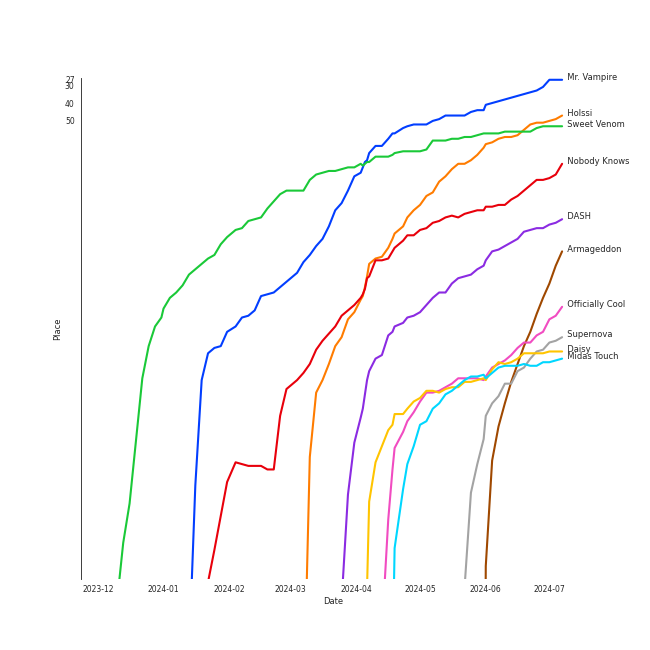 27
30
40
50
Place
Mr. Vampire
Holssi
Sweet Venom
Nobody Knows
DASH
Armageddon
Officially Cool
Supernova
Daisy
Midas Touch
2023-12 2024-01 2024-02 2024-03 2024-04 2024-05 2024-06 2024-07
Date